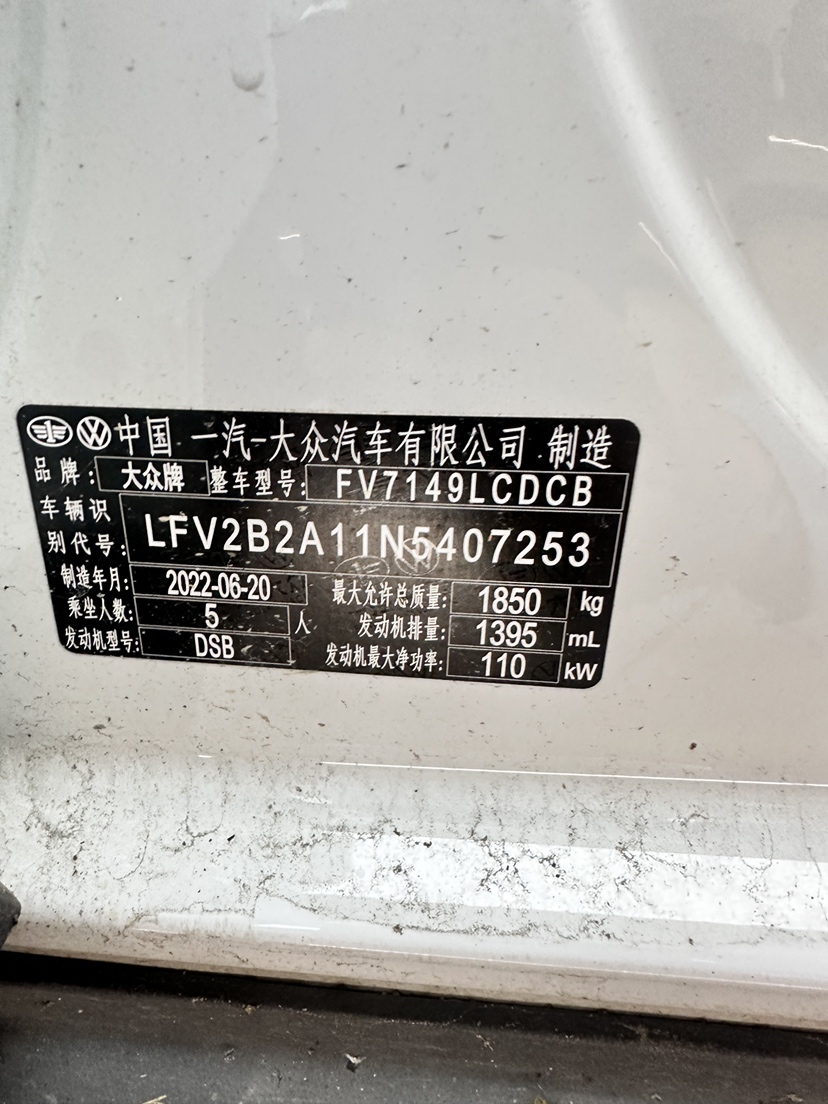 中国 一汽-大众汽车有限公司 制造
品牌: 大众牌 整车型号: FV7149LCDCB
车辆识别代号: LFV2B2A11N5407253
制造年月: 2022-06-20 最大允许总质量: 1850 kg
乘坐人数: 5 人 发动机排量: 1395 mL
发动机型号: DSB 发动机最大净功率: 110 kW